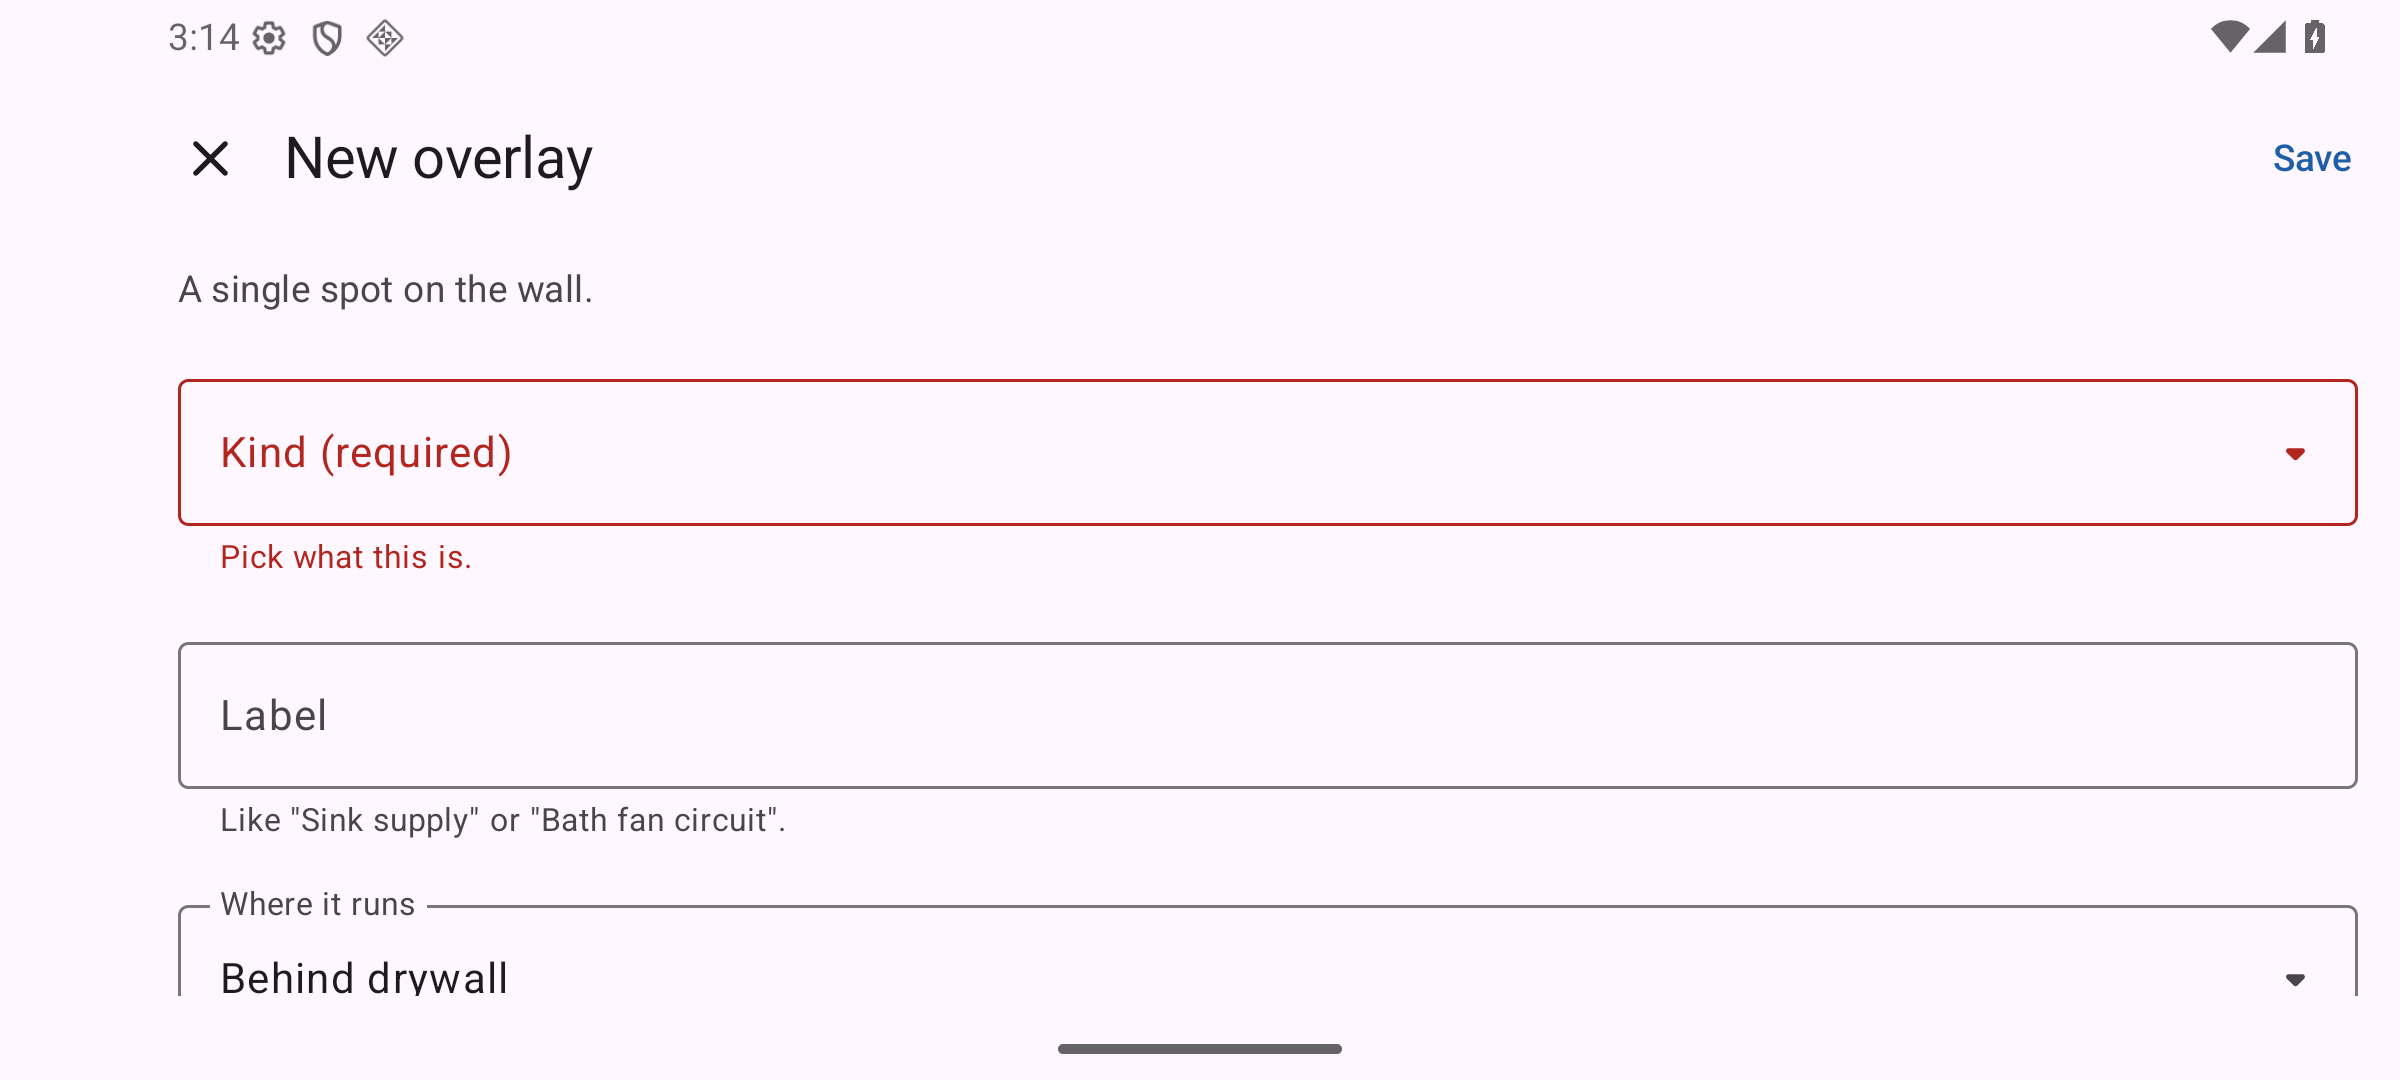 3:14
New overlay
Save
A single spot on the wall.
Kind (required)
Pick what this is.
Label
Like "Sink supply" or "Bath fan circuit".
Where it runs
Behind drywall